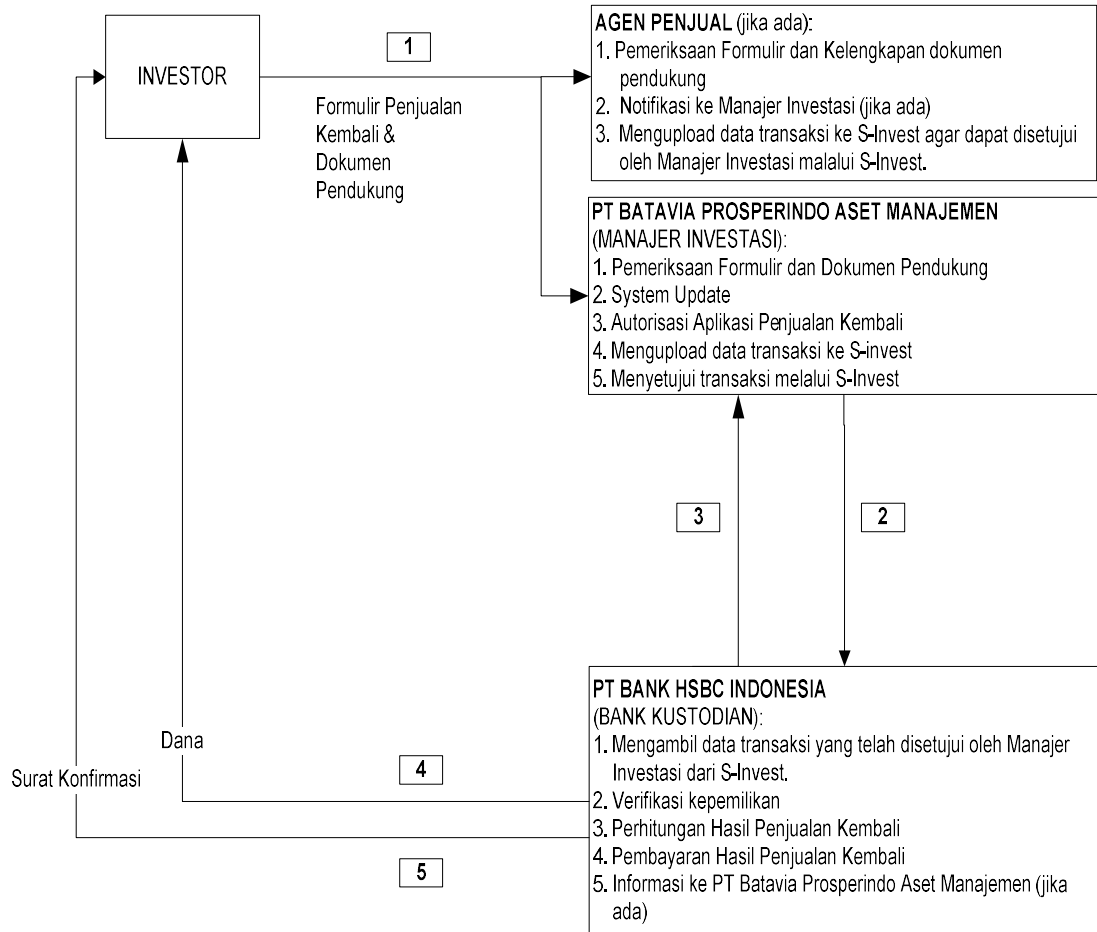 INVESTOR
1
Formulir Penjualan
Kembali &
Dokumen
Pendukung
AGEN PENJUAL (jika ada):
1. Pemeriksaan Formulir dan Kelengkapan dokumen
pendukung
2. Notifikasi ke Manajer Investasi (jika ada)
3. Mengupload data transaksi ke S-Invest agar dapat disetujui
oleh Manajer Investasi malalui S-Invest.
PT BATAVIA PROSPERINDO ASET MANAJEMEN
(MANAJER INVESTASI):
1. Pemeriksaan Formulir dan Dokumen Pendukung
2. System Update
3. Autorisasi Aplikasi Penjualan Kembali
4. Mengupload data transaksi ke S-invest
5. Menyetujui transaksi melalui S-Invest
3
2
PT BANK HSBC INDONESIA
(BANK KUSTODIAN):
1. Mengambil data transaksi yang telah disetujui oleh Manajer
Investasi dari S-Invest.
2. Verifikasi kepemilikan
3. Perhitungan Hasil Penjualan Kembali
4. Pembayaran Hasil Penjualan Kembali
5. Informasi ke PT Batavia Prosperindo Aset Manajemen (jika
ada)
Dana
4
Surat Konfirmasi
5